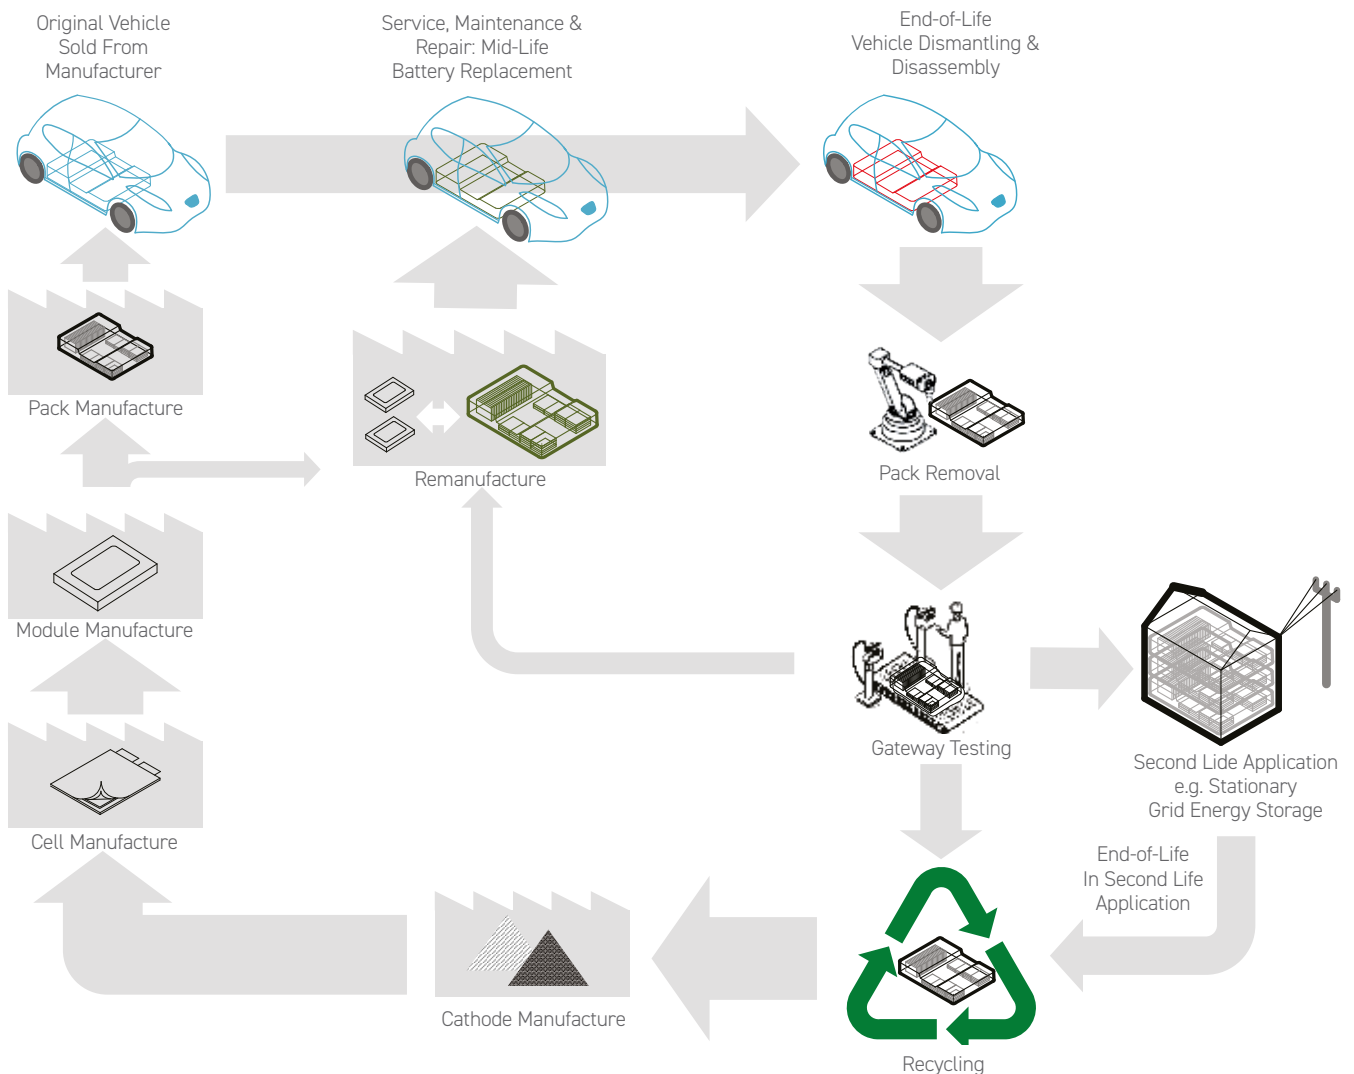 Original Vehicle
Sold From
Manufacturer
Service, Maintenance &
Repair: Mid-Life
Battery Replacement
End-of-Life
Vehicle Dismantling &
Disassembly
Pack Manufacture
Remanufacture
Pack Removal
Module Manufacture
Gateway Testing
Second Lide Application
e.g. Stationary
Grid Energy Storage
Cell Manufacture
End-of-Life
In Second Life
Application
Cathode Manufacture
Recycling